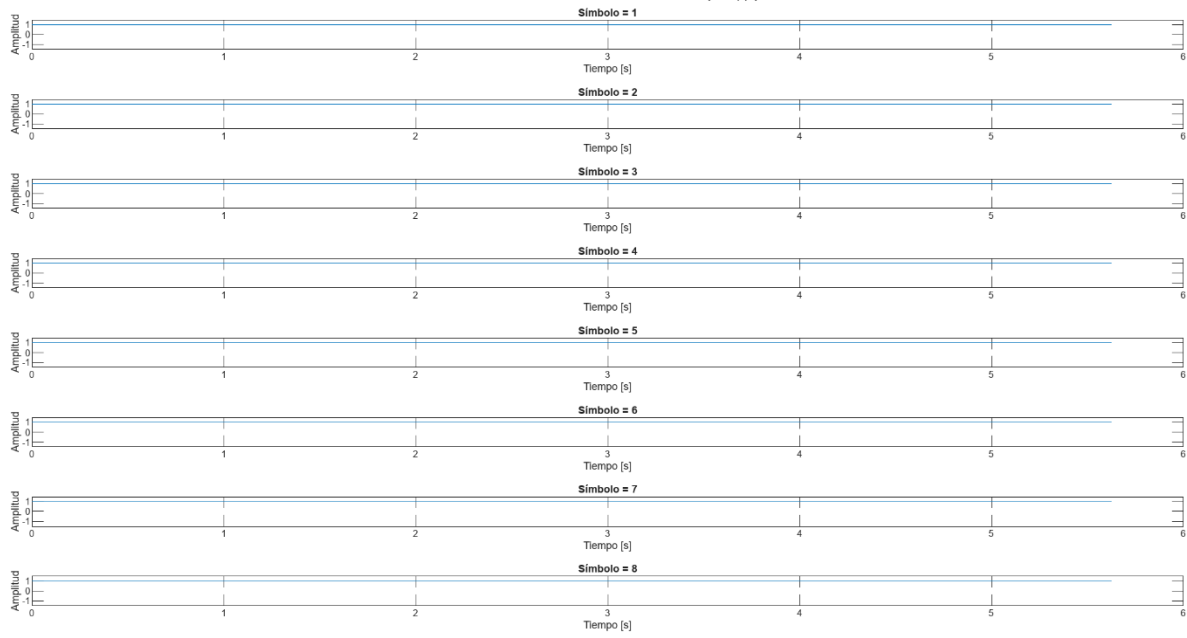 Símbolo = 1
Amplitud
1
0
-1
0 1 2 3 4 5 6
Tiempo [s]
Símbolo = 2
Amplitud
1
0
-1
0 1 2 3 4 5 6
Tiempo [s]
Símbolo = 3
Amplitud
1
0
-1
0 1 2 3 4 5 6
Tiempo [s]
Símbolo = 4
Amplitud
1
0
-1
0 1 2 3 4 5 6
Tiempo [s]
Símbolo = 5
Amplitud
1
0
-1
0 1 2 3 4 5 6
Tiempo [s]
Símbolo = 6
Amplitud
1
0
-1
0 1 2 3 4 5 6
Tiempo [s]
Símbolo = 7
Amplitud
1
0
-1
0 1 2 3 4 5 6
Tiempo [s]
Símbolo = 8
Amplitud
1
0
-1
0 1 2 3 4 5 6
Tiempo [s]